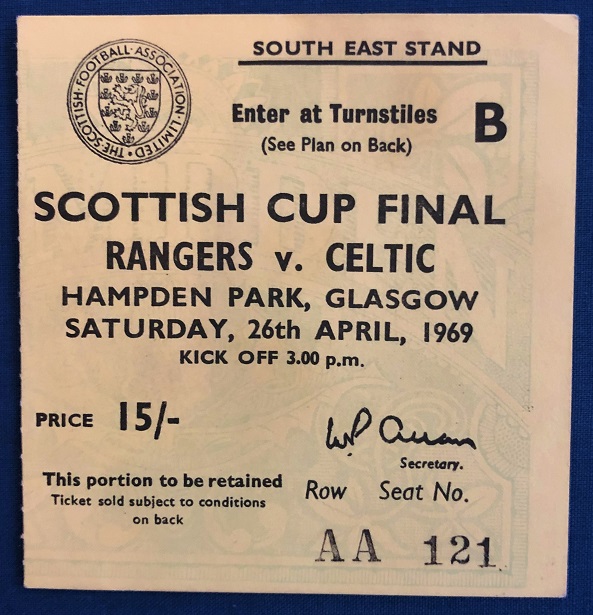 THE SCOTTISH · FOOTBALL · ASSOCIATION · LIMITED ·
SOUTH EAST STAND
Enter at Turnstiles B
(See Plan on Back)
SCOTTISH CUP FINAL
RANGERS v. CELTIC
HAMPDEN PARK, GLASGOW
SATURDAY, 26th APRIL, 1969
KICK OFF 3.00 p.m.
PRICE 15/-
Secretary.
This portion to be retained
Ticket sold subject to conditions
on back
Row Seat No.
AA 121